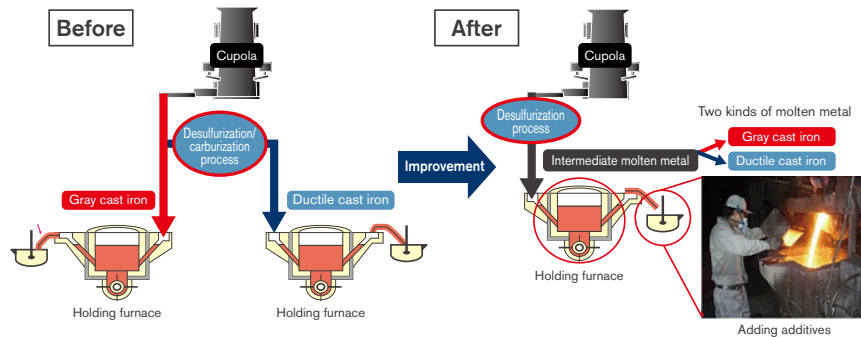 Before
Cupola
Desulfurization/
carburization
process
Gray cast iron
Ductile cast iron
Holding furnace
Holding furnace
Improvement
After
Cupola
Desulfurization
process
Intermediate molten metal
Two kinds of molten metal
Gray cast iron
Ductile cast iron
Holding furnace
Adding additives